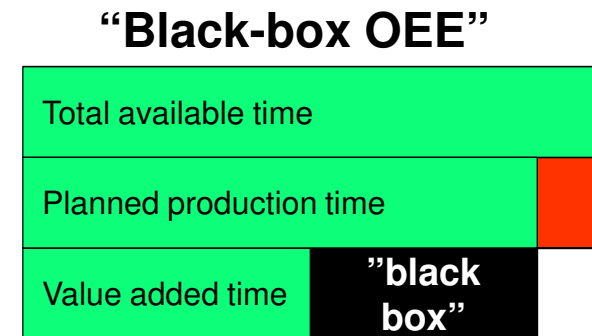 “Black-box OEE”
Total available time
Planned production time
Value added time
”black
box”